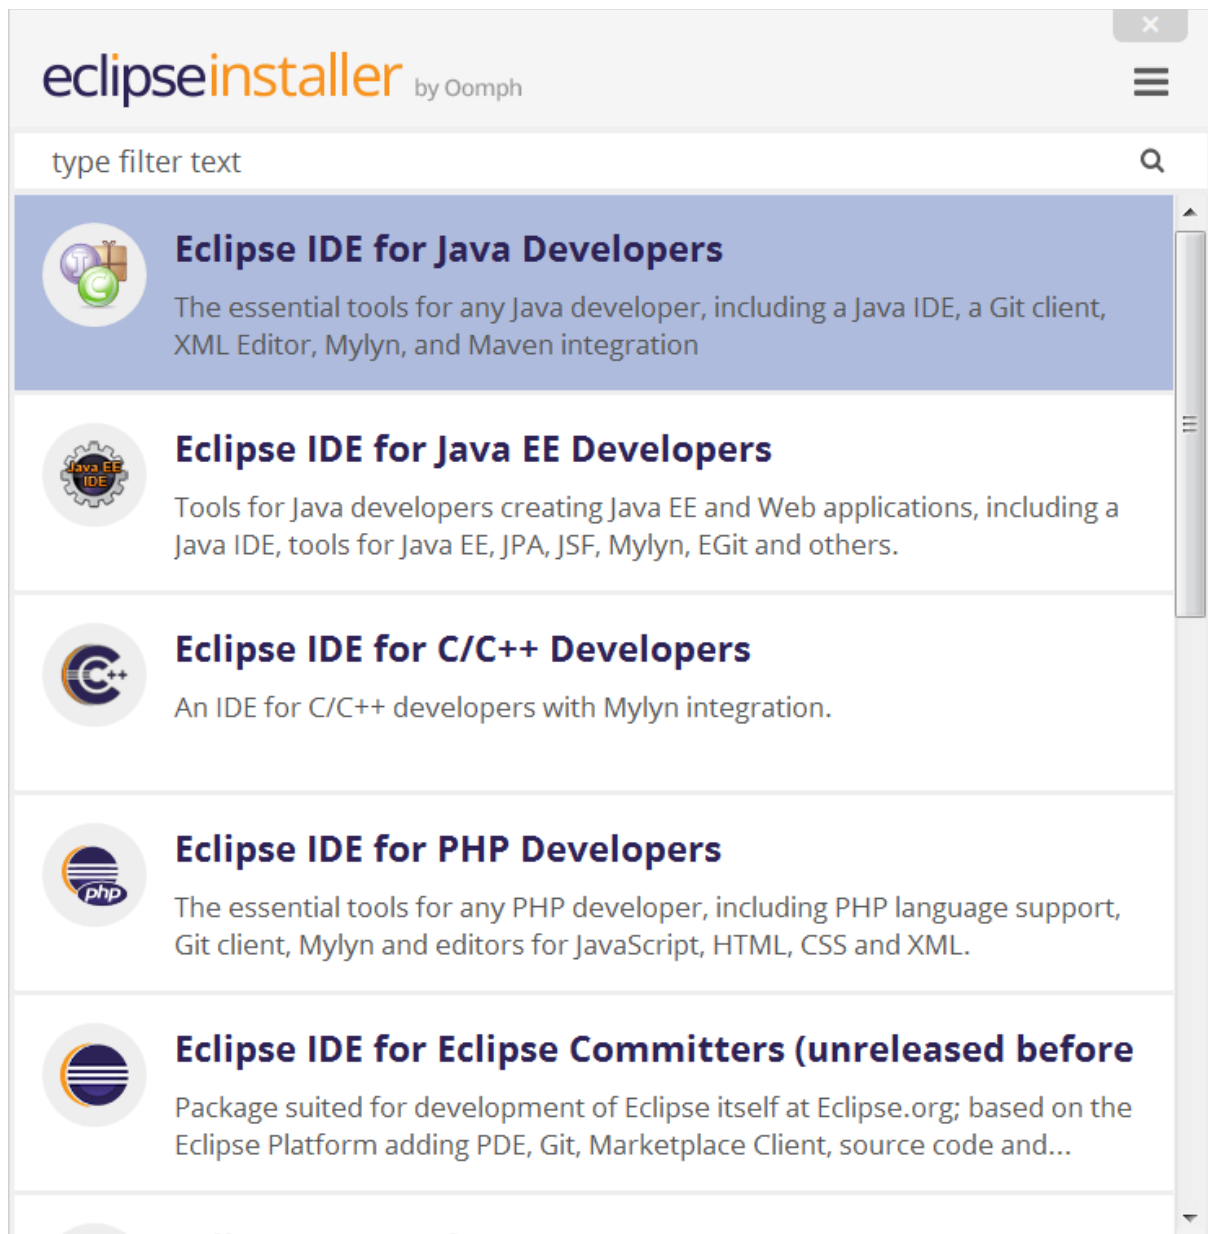 eclipseinstaller by Oomph
type filter text
Eclipse IDE for Java Developers
The essential tools for any Java developer, including a Java IDE, a Git client,
XML Editor, Mylyn, and Maven integration
Java EE
IDE
Eclipse IDE for Java EE Developers
Tools for Java developers creating Java EE and Web applications, including a
Java IDE, tools for Java EE, JPA, JSF, Mylyn, EGit and others.
C++
Eclipse IDE for C/C++ Developers
An IDE for C/C++ developers with Mylyn integration.
php
Eclipse IDE for PHP Developers
The essential tools for any PHP developer, including PHP language support,
Git client, Mylyn and editors for JavaScript, HTML, CSS and XML.
Eclipse IDE for Eclipse Committers (unreleased before
Package suited for development of Eclipse itself at Eclipse.org; based on the
Eclipse Platform adding PDE, Git, Marketplace Client, source code and...